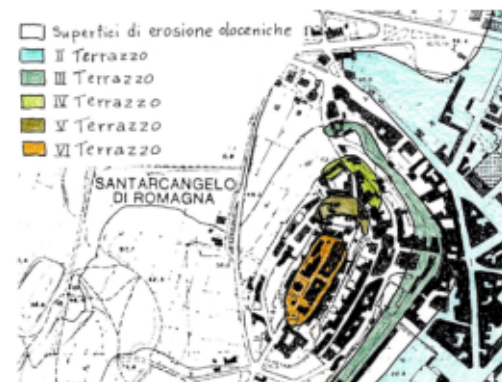 Superfici di erosione oloceniche
II Terrazzo
III Terrazzo
IV Terrazzo
V Terrazzo
VI Terrazzo
SANTARCANGELO
DI ROMAGNA